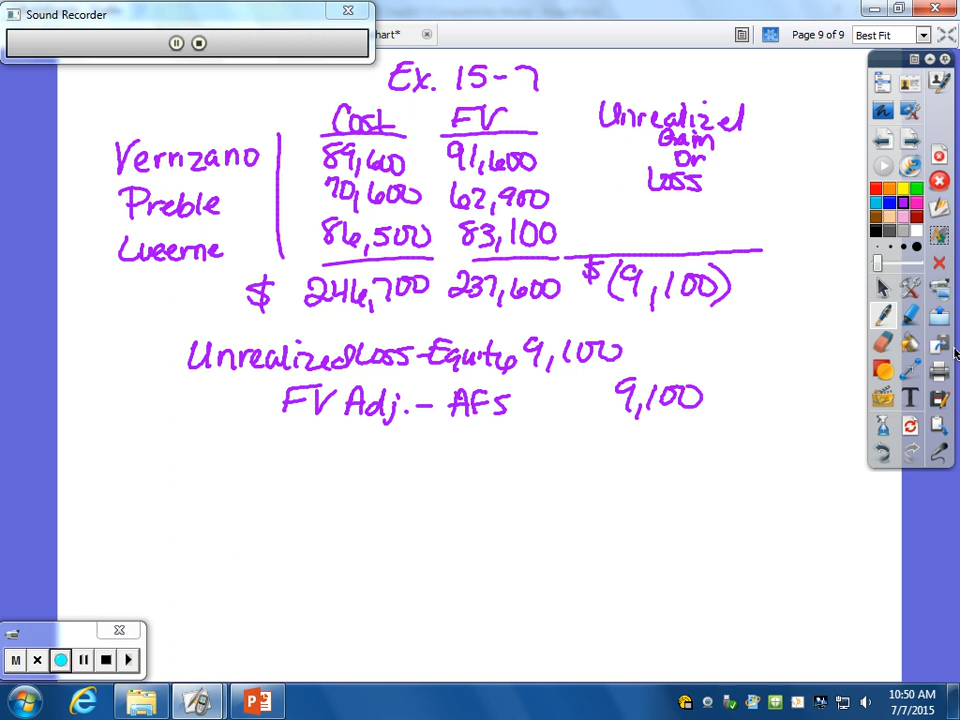 Sound Recorder
hart*
Page 9 of 9
Best Fit
Ex. 15-7
Cost FV Unrealized
Gain
Or
Loss
Verrzano 89,600 91,600
Preble 70,600 62,900
Lucerne 86,500 83,100
$ 246,700 237,600 $(9,100)
Unrealized Loss-Equity 9,100
FV Adj. - AFS 9,100
T
M
10:50 AM
7/7/2015